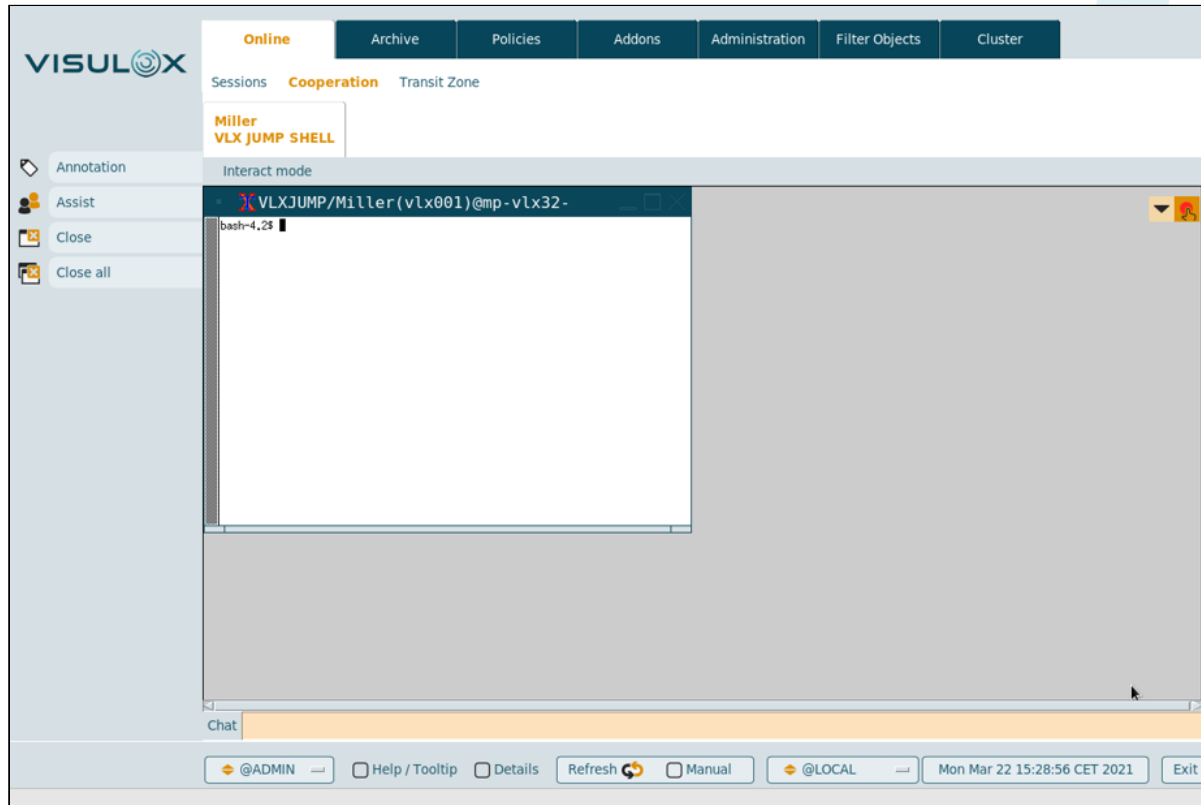 VISULOX
Online Archive Policies Addons Administration Filter Objects Cluster
Sessions Cooperation Transit Zone
Miller
VLX JUMP SHELL
Annotation
Interact mode
Assist
VLXJUMP/Miller(vlx001)@mp-vlx32-
bash-4.2$
Close
Close all
Chat
@ADMIN Help / Tooltip Details Refresh Manual @LOCAL Mon Mar 22 15:28:56 CET 2021 Exit